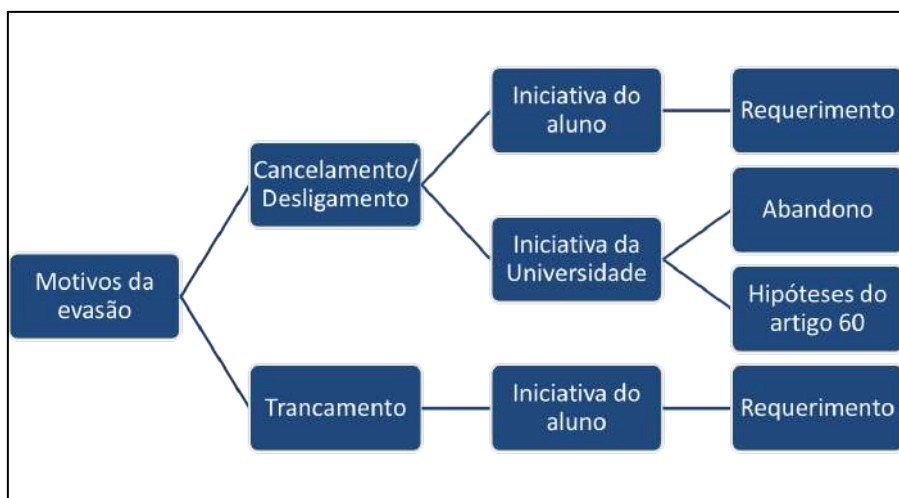 Motivos da
evasão
Cancelamento/
Desligamento
Iniciativa do
aluno
Requerimento
Iniciativa da
Universidade
Abandono
Hipóteses do
artigo 60
Trancamento
Iniciativa do
aluno
Requerimento